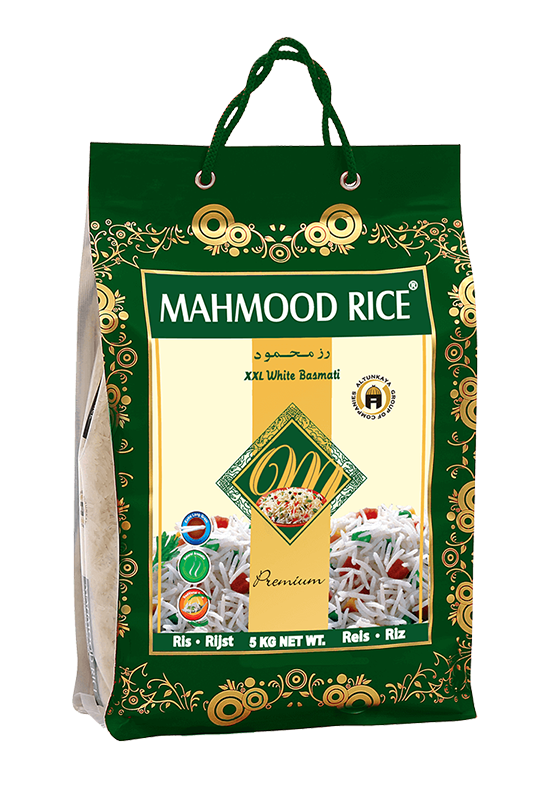 MAHMOOD RICE®
رز محمود
XXL White Basmati
ALTUNKAYA GROUP OF COMPANIES
m
Premium
Ris • Rijst 5 KG NET WT. Reis • Riz